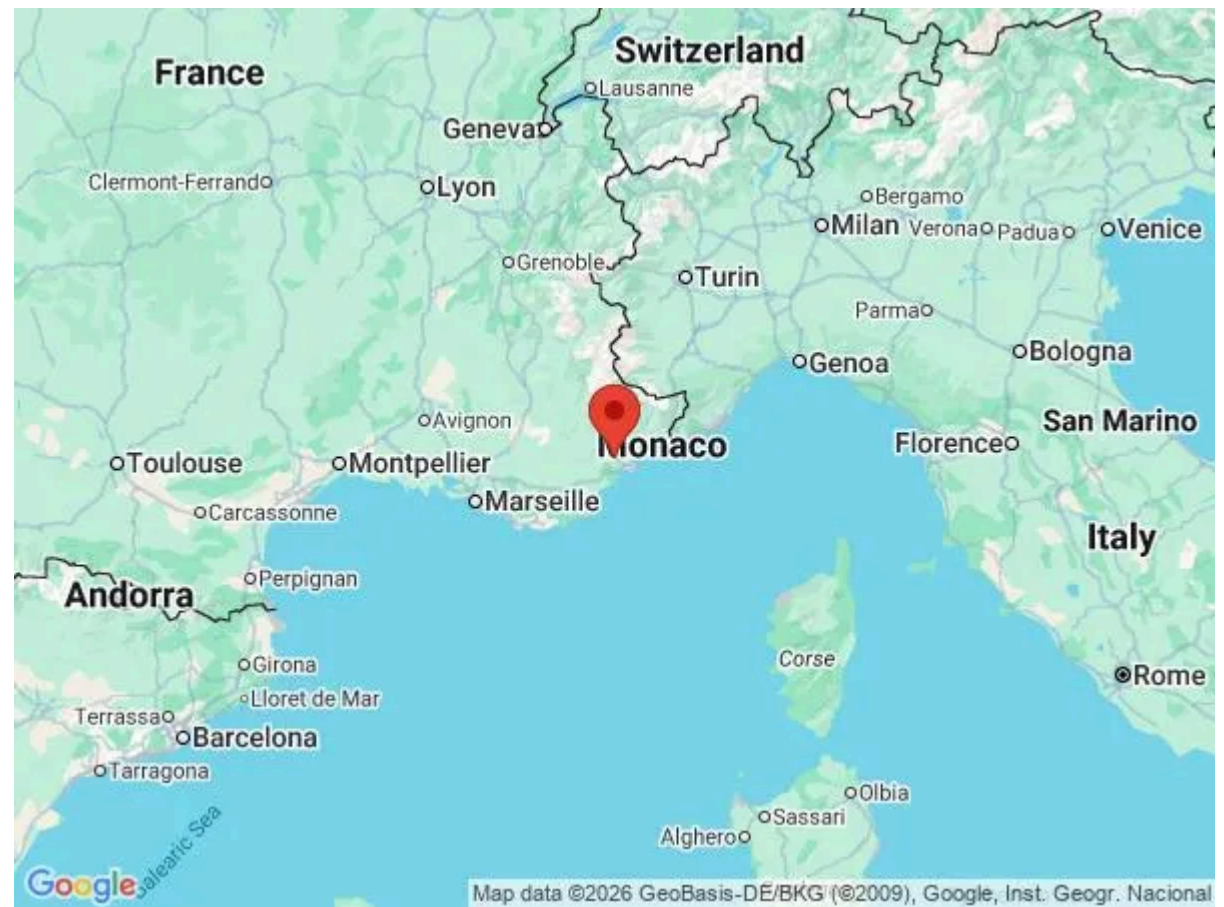 Switzerland
France
Lausanne
Geneva
Clermont-Ferrand
Lyon
Bergamo
Milan
Verona
Padua
Venice
Grenoble
Turin
Parma
Bologna
Genoa
Avignon
San Marino
Monaco
Florence
Toulouse
Montpellier
Marseille
Carcassonne
Italy
Perpignan
Andorra
Corse
Girona
Rome
Lloret de Mar
Terrassa
Barcelona
Tarragona
Olbia
Sassari
Alghero
Balearic Sea
Google
Map data ©2026 GeoBasis-DE/BKG (©2009), Google, Inst. Geogr. Nacional